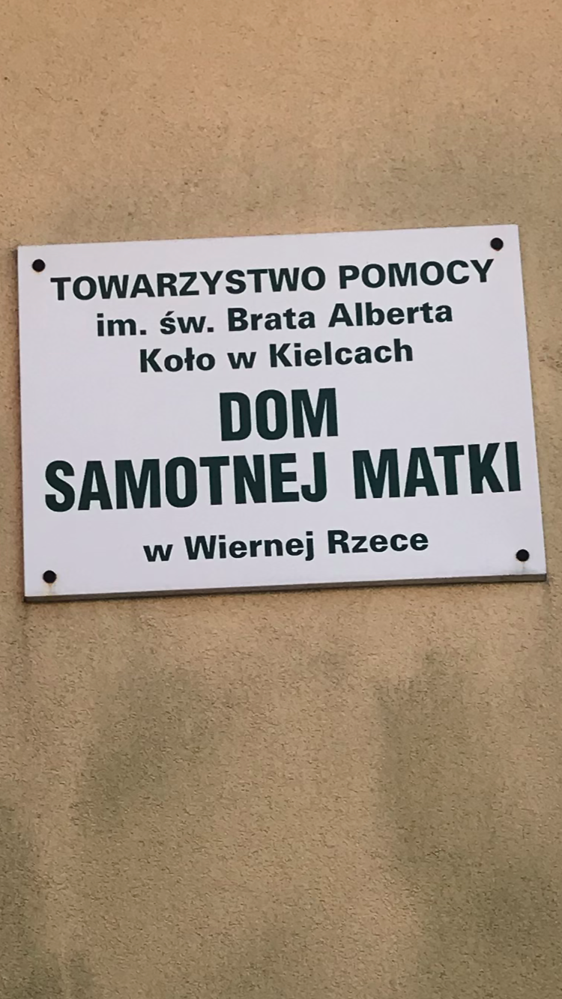 TOWARZYSTWO POMOCY
im. św. Brata Alberta
Koło w Kielcach
DOM
SAMOTNEJ MATKI
w Wiernej Rzece